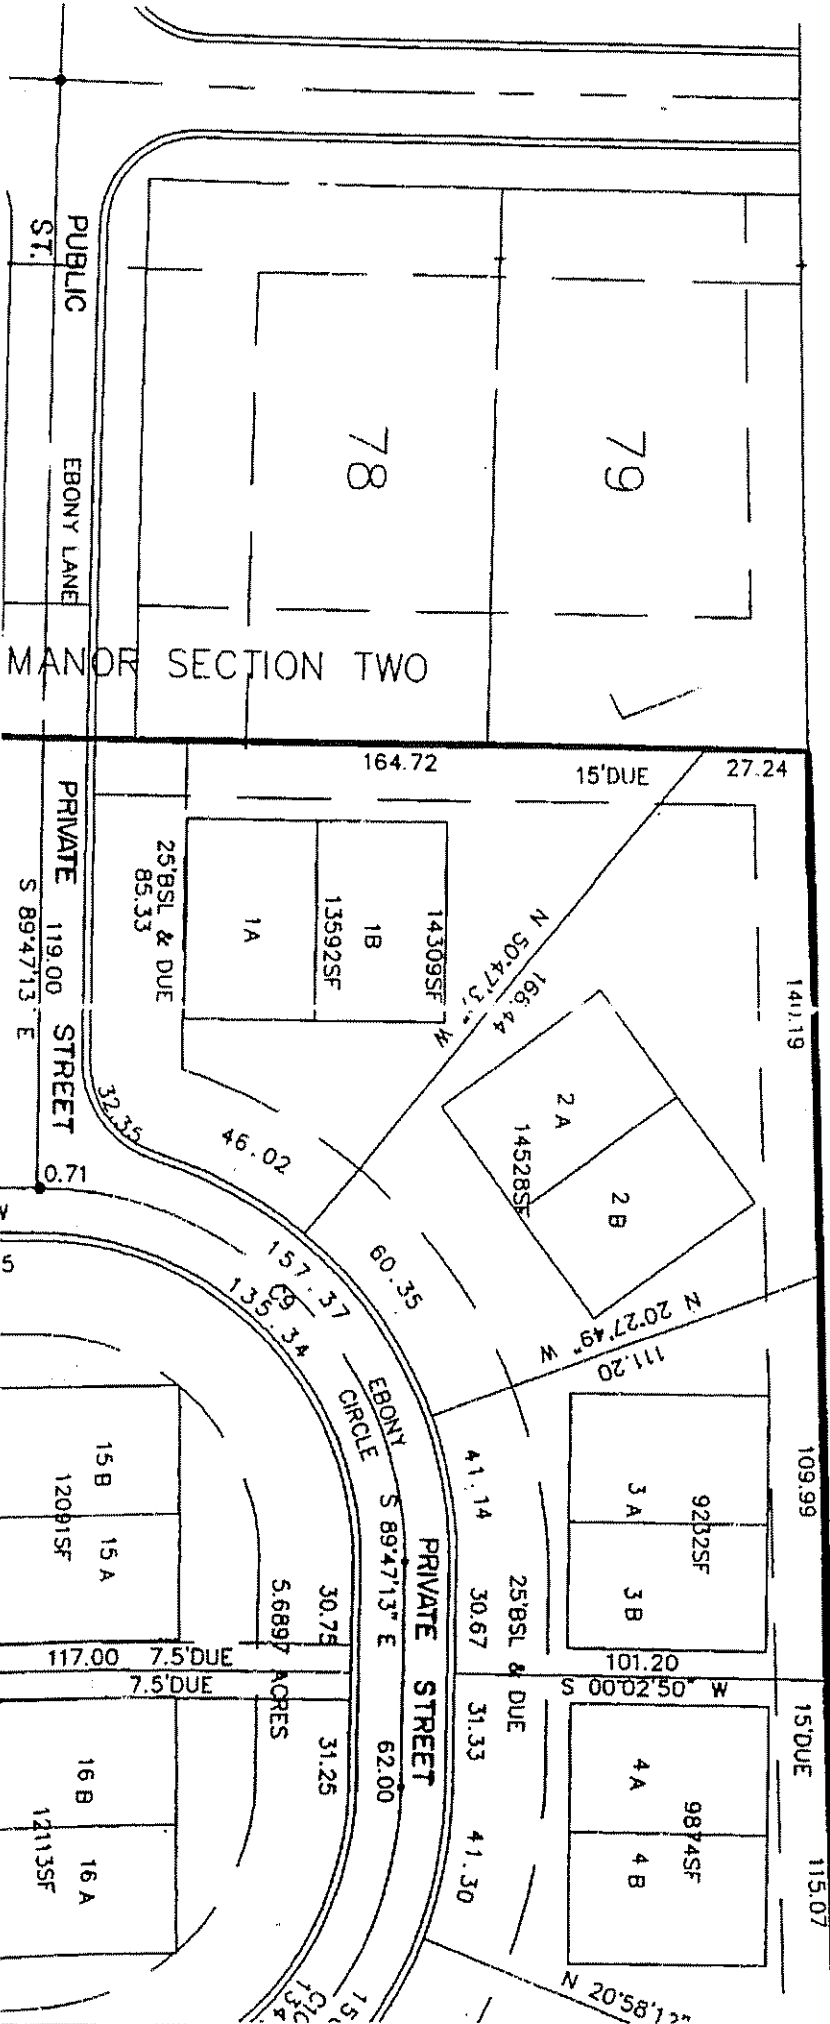 PUBLIC
ST.
EBONY LANE
78
79
MANOR SECTION TWO
164.72
15'DUE
27.24
PRIVATE
STREET
119.00
S 89°47'13" E
25'BSL & DUE
85.33
1A
1B
13592SF
14309SF
166.44
140.19
32.35
46.02
0.71
2 A
14528SF
2 B
60.35
157.37
C9
135.34
N 20°27'49" W
111.20
EBONY
CIRCLE
S 89°47'13" E
PRIVATE STREET
41.14
30.67
25'BSL & DUE
3 A
9232SF
3 B
109.99
15 B
12091SF
15 A
30.75
5.6897 ACRES
117.00 7.5'DUE
7.5'DUE
101.20
S 00°02'50" W
15'DUE
31.25
62.00
31.33
41.30
4 A
9874SF
4 B
115.07
16 B
12113SF
16 A
N 20°58'12"